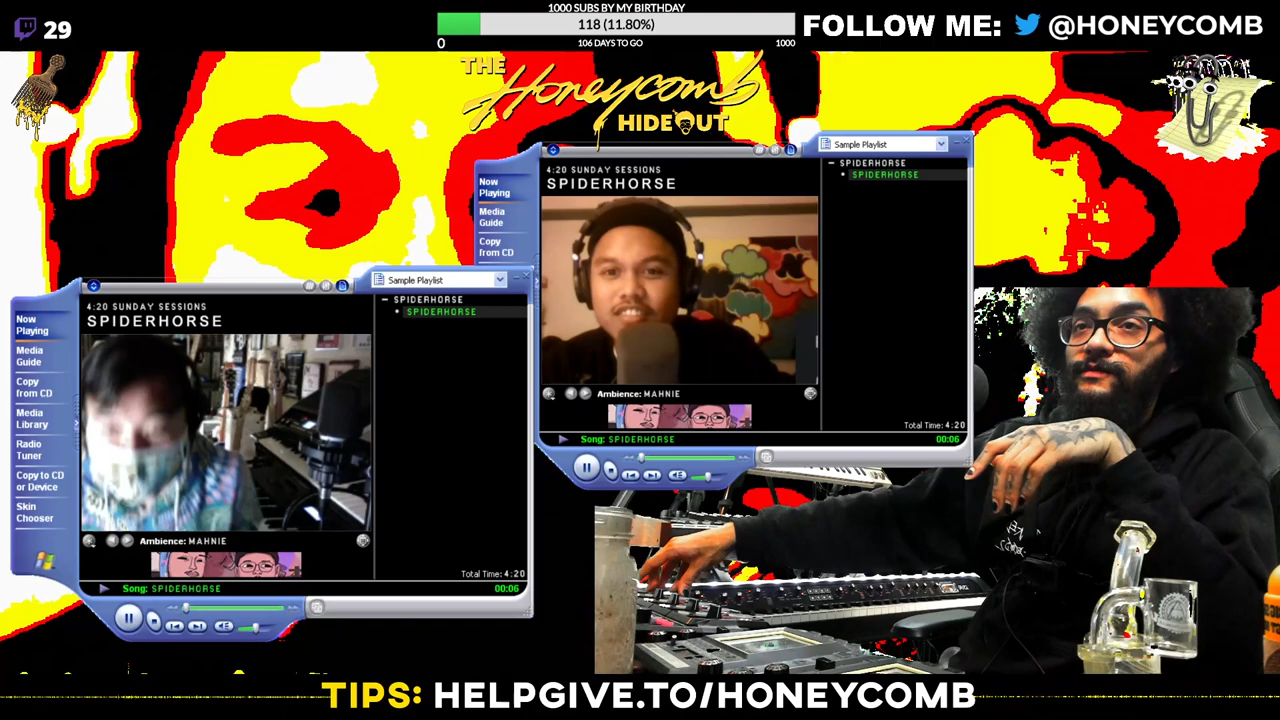 29
1000 SUBS BY MY BIRTHDAY
118 (11.80%)
0
106 DAYS TO GO
1000
FOLLOW ME: @HONEYCOMB
THE
Honeycomb
HIDEOUT
Sample Playlist
4:20 SUNDAY SESSIONS
SPIDERHORSE
Now
Playing
Media
Guide
Copy
from CD
SPIDERHORSE
SPIDERHORSE
Ambience: MAHNIE
Total Time: 4:20
Song: SPIDERHORSE
00:06
Sample Playlist
4:20 SUNDAY SESSIONS
SPIDERHORSE
Now
Playing
Media
Guide
Copy
from CD
Media
Library
Radio
Tuner
Copy to CD
or Device
Skin
Chooser
SPIDERHORSE
SPIDERHORSE
Ambience: MAHNIE
Total Time: 4:20
Song: SPIDERHORSE
00:06
TIPS: HELPGIVE.TO/HONEYCOMB